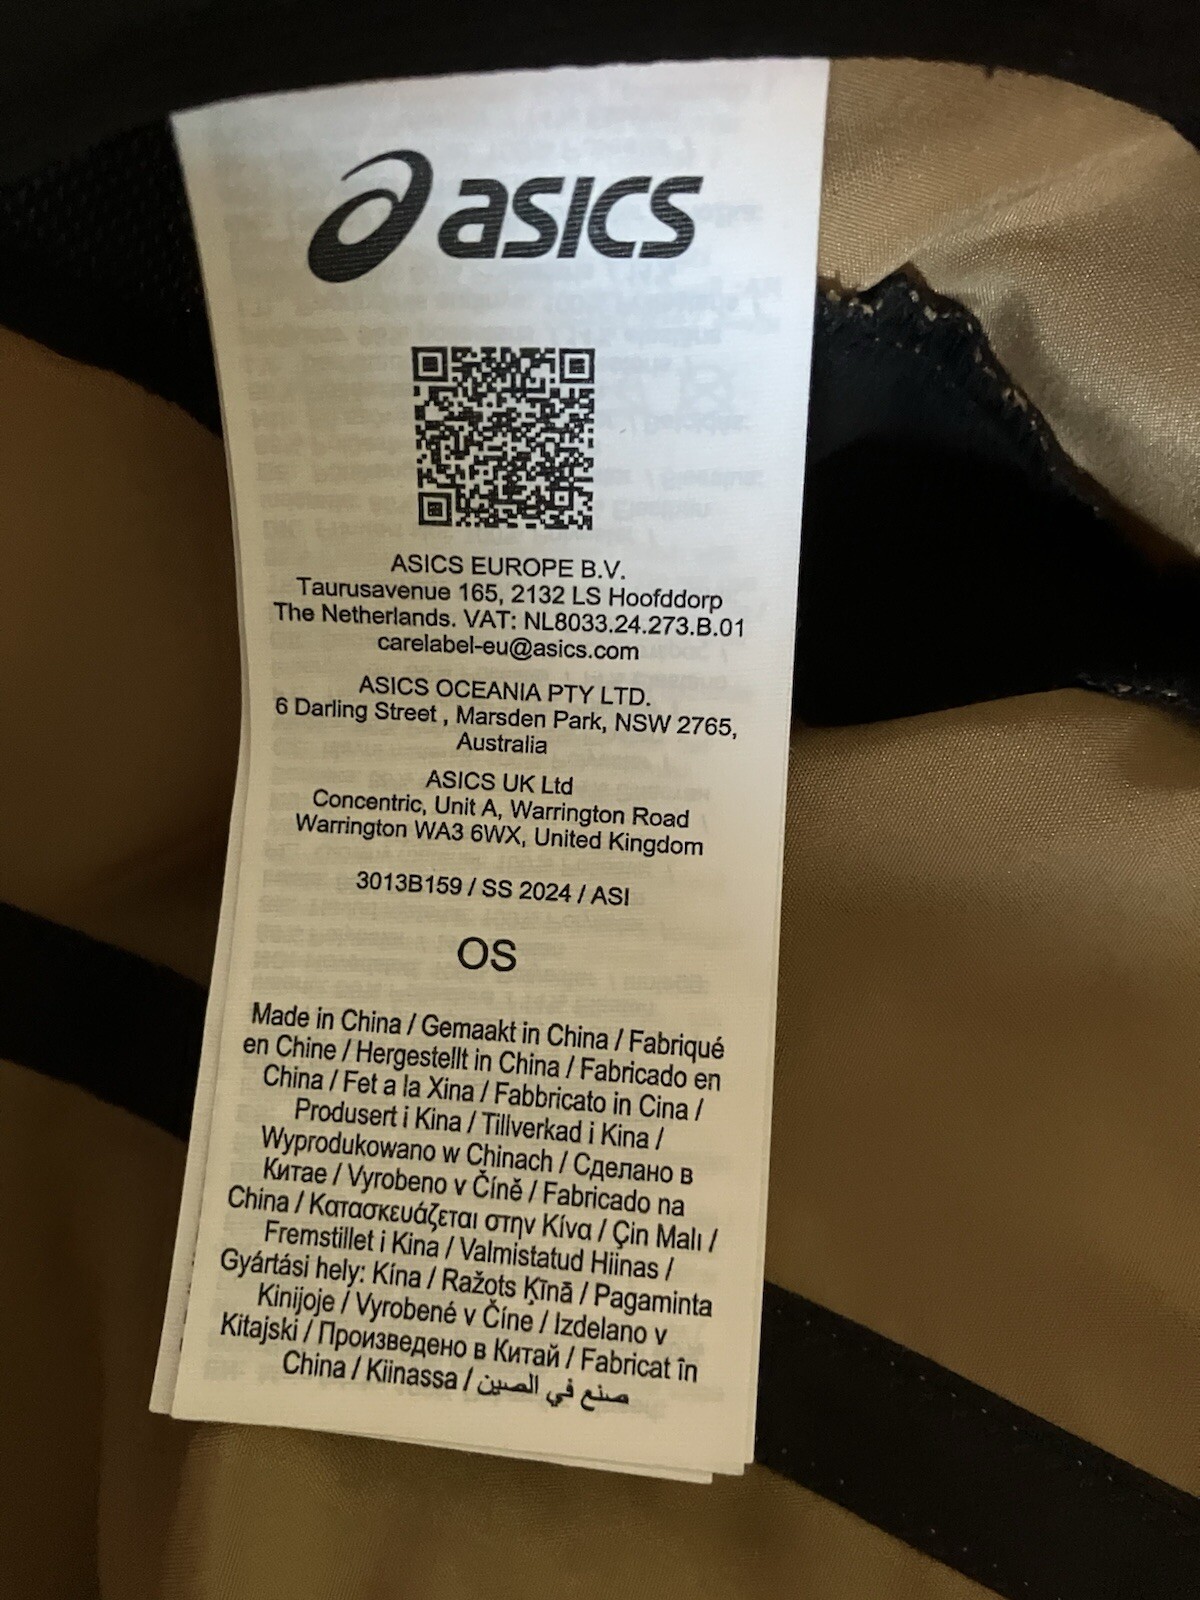 asics
ASICS EUROPE B.V.
Taurusavenue 165, 2132 LS Hoofddorp
The Netherlands. VAT: NL8033.24.273.B.01
carelabel-eu@asics.com
ASICS OCEANIA PTY LTD.
6 Darling Street , Marsden Park, NSW 2765,
Australia
ASICS UK Ltd
Concentric, Unit A, Warrington Road
Warrington WA3 6WX, United Kingdom
3013B159 / SS 2024 / ASI
OS
Made in China / Gemaakt in China / Fabriqué
en Chine / Hergestellt in China / Fabricado en
China / Fet a la Xina / Fabbricato in Cina /
Produsert i Kina / Tillverkad i Kina /
Wyprodukowano w Chinach / Сделано в
Китае / Vyrobeno v Číně / Fabricado na
China / Κατασκευάζεται στην Κίνα / Çin Malı /
Fremstillet i Kina / Valmistatud Hiinas /
Gyártási hely: Kína / Ražots Ķīnā / Pagaminta
Kinijoje / Vyrobené v Číne / Izdelano v
Kitajski / Произведено в Китай / Fabricat în
China / Kiinassa / صنع في الصين